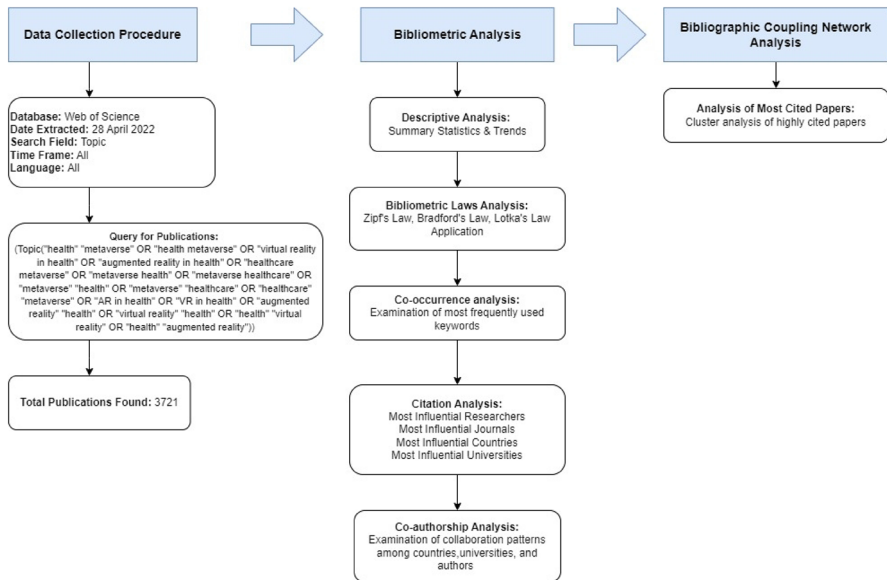 Data Collection Procedure
Database: Web of Science
Date Extracted: 28 April 2022
Search Field: Topic
Time Frame: All
Language: All
Query for Publications:
(Topic("health" "metaverse" OR "health metaverse" OR "virtual reality
in health" OR "augmented reality in health" OR "healthcare
metaverse" OR "metaverse health" OR "metaverse healthcare" OR
"metaverse" "health" OR "metaverse" "healthcare" OR "healthcare"
"metaverse" OR "AR in health" OR "VR in health" OR "augmented
reality" "health" OR "virtual reality" "health" OR "health" "virtual
reality" OR "health" "augmented reality"))
Total Publications Found: 3721
Bibliometric Analysis
Descriptive Analysis:
Summary Statistics & Trends
Bibliometric Laws Analysis:
Zipf's Law, Bradford's Law, Lotka's Law
Application
Co-occurrence analysis:
Examination of most frequently used
keywords
Citation Analysis:
Most Influential Researchers
Most Influential Journals
Most Influential Countries
Most Influential Universities
Co-authorship Analysis:
Examination of collaboration patterns
among countries,universities, and
authors
Bibliographic Coupling Network
Analysis
Analysis of Most Cited Papers:
Cluster analysis of highly cited papers